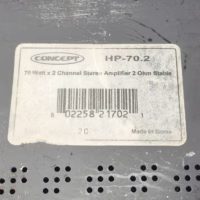 CONCEPT HP-70.2
70 Watt x 2 Channel Stereo Amplifier 2 Ohm Stable
6 02258 21702 1
20 Made in Korea